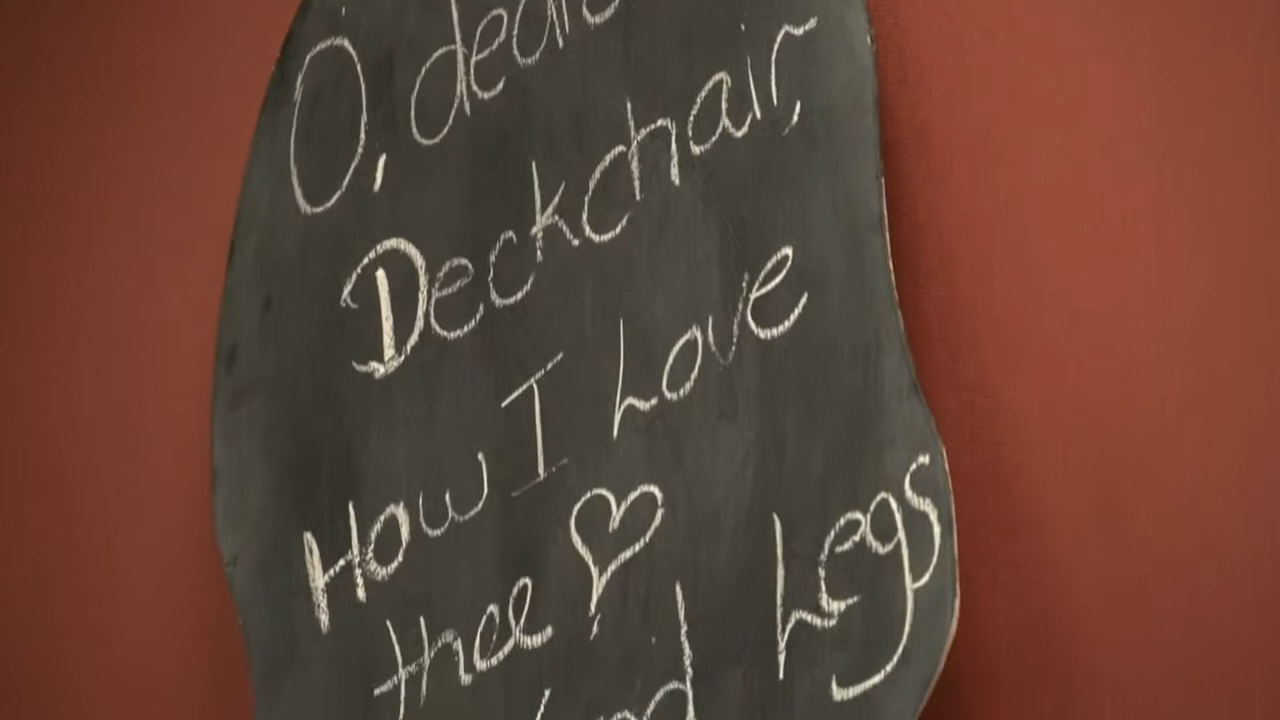 O,
Deckchair,
How I Love
thee
Legs